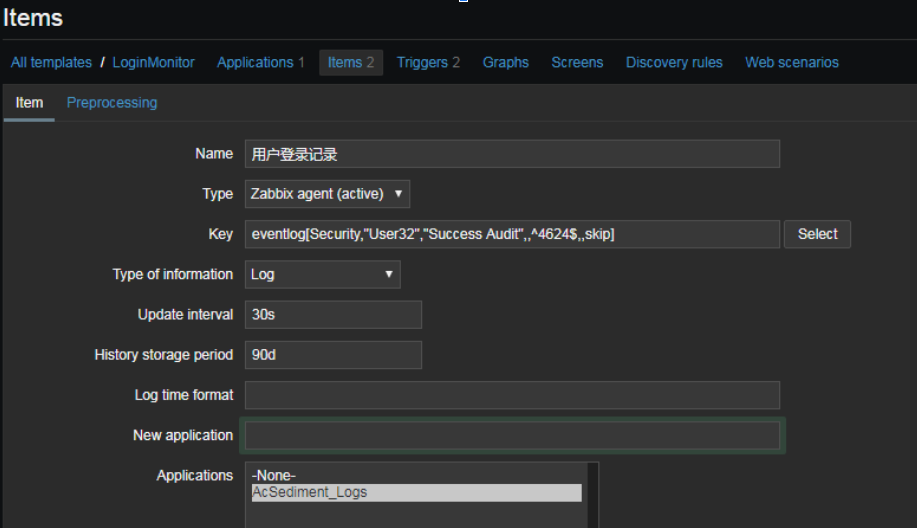 Items
All templates / LoginMonitor Applications 1 Items 2 Triggers 2 Graphs Screens Discovery rules Web scenarios
Item Preprocessing
Name 用户登录记录
Type Zabbix agent (active)
Key eventlog[Security,"User32","Success Audit",,^4624$,,skip] Select
Type of information Log
Update interval 30s
History storage period 90d
Log time format
New application
Applications -None-
AcSediment_Logs